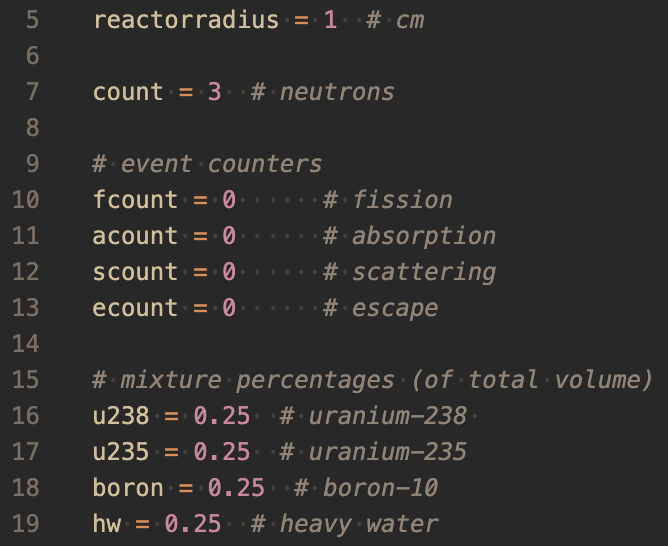 5 reactorradius = 1  # cm
6
7 count = 3  # neutrons
8
9 # event counters
10 fcount = 0      # fission
11 acount = 0      # absorption
12 scount = 0      # scattering
13 ecount = 0      # escape
14
15 # mixture percentages (of total volume)
16 u238 = 0.25  # uranium-238
17 u235 = 0.25  # uranium-235
18 boron = 0.25  # boron-10
19 hw = 0.25  # heavy water